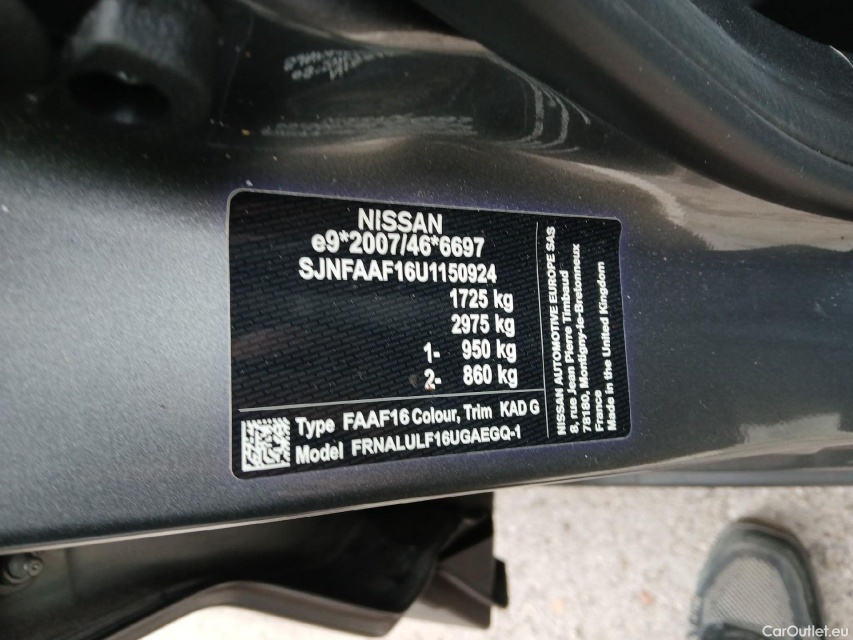 NISSAN
e9*2007/46*6697
SJNFAAF16U1150924
1725 kg
2975 kg
1- 950 kg
2- 860 kg
Type FAAF16 Colour, Trim KAD G
Model FRNALULF16UGAEGQ-1
NISSAN AUTOMOTIVE EUROPE SAS
8, rue Jean Pierre Timbaud
78180, Montigny-le-Bretonneux
France
Made in the United Kingdom
CarOutlet.eu